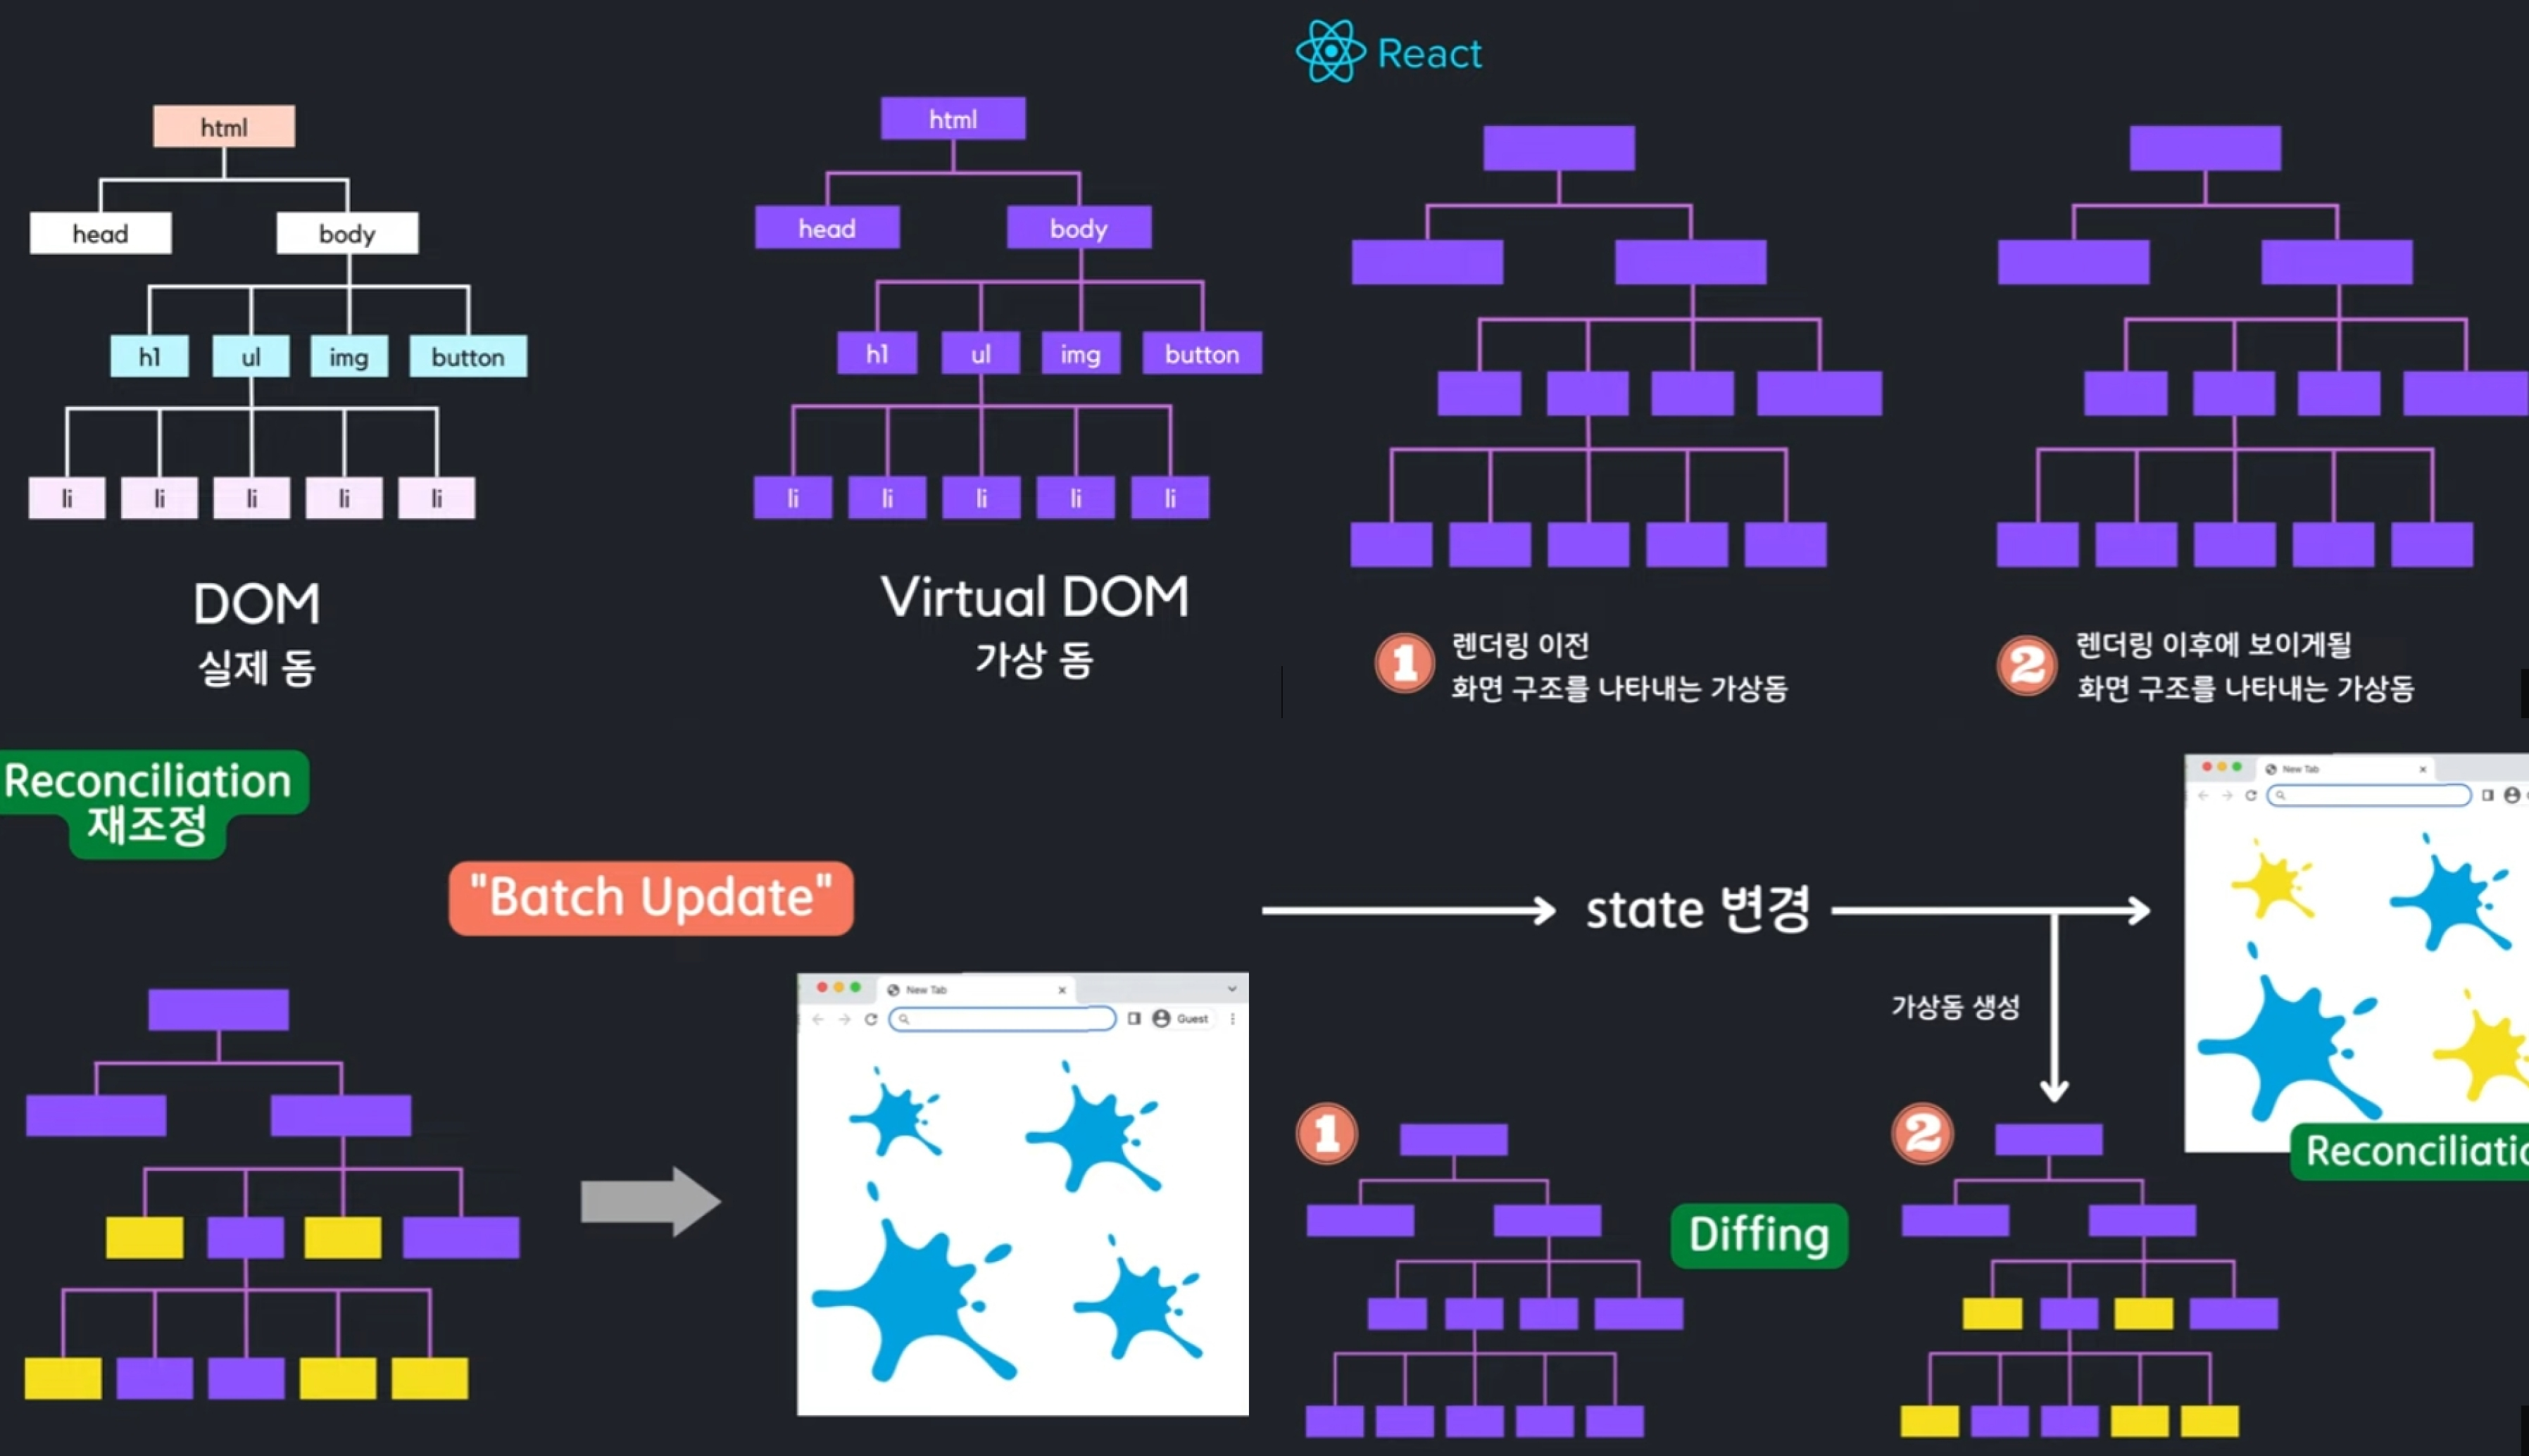 html
head
body
h1
ul
img
button
li
li
li
li
li
DOM
실제 돔
html
head
body
h1
ul
img
button
li
li
li
li
li
Virtual DOM
가상 돔
React
1
렌더링 이전
화면 구조를 나타내는 가상돔
2
렌더링 이후에 보이게될
화면 구조를 나타내는 가상돔
Reconciliation
재조정
"Batch Update"
New Tab
Guest
state 변경
가상돔 생성
1
Diffing
2
New Tab
Reconciliatio